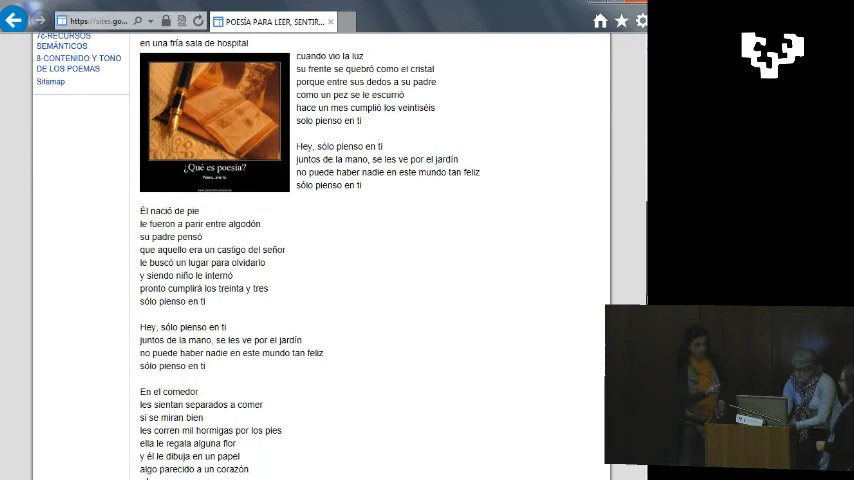 https://sites.go...
POESÍA PARA LEER, SENTIR...
7c-RECURSOS
SEMÁNTICOS
8-CONTENIDO Y TONO
DE LOS POEMAS
Sitemap
en una fría sala de hospital
cuando vio la luz
su frente se quebró como el cristal
porque entre sus dedos a su padre
como un pez se le escurrió
hace un mes cumplió los veintiséis
solo pienso en ti
¿Qué es poesía?
Hey, sólo pienso en ti
juntos de la mano, se les ve por el jardín
no puede haber nadie en este mundo tan feliz
sólo pienso en ti
Él nació de pie
le fueron a parir entre algodón
su padre pensó
que aquello era un castigo del señor
le buscó un lugar para olvidarlo
y siendo niño le internó
pronto cumplirá los treinta y tres
sólo pienso en ti
Hey, sólo pienso en ti
juntos de la mano, se les ve por el jardín
no puede haber nadie en este mundo tan feliz
sólo pienso en ti
En el comedor
les sientan separados a comer
si se miran bien
les corren mil hormigas por los pies
ella le regala alguna flor
y él le dibuja en un papel
algo parecido a un corazón